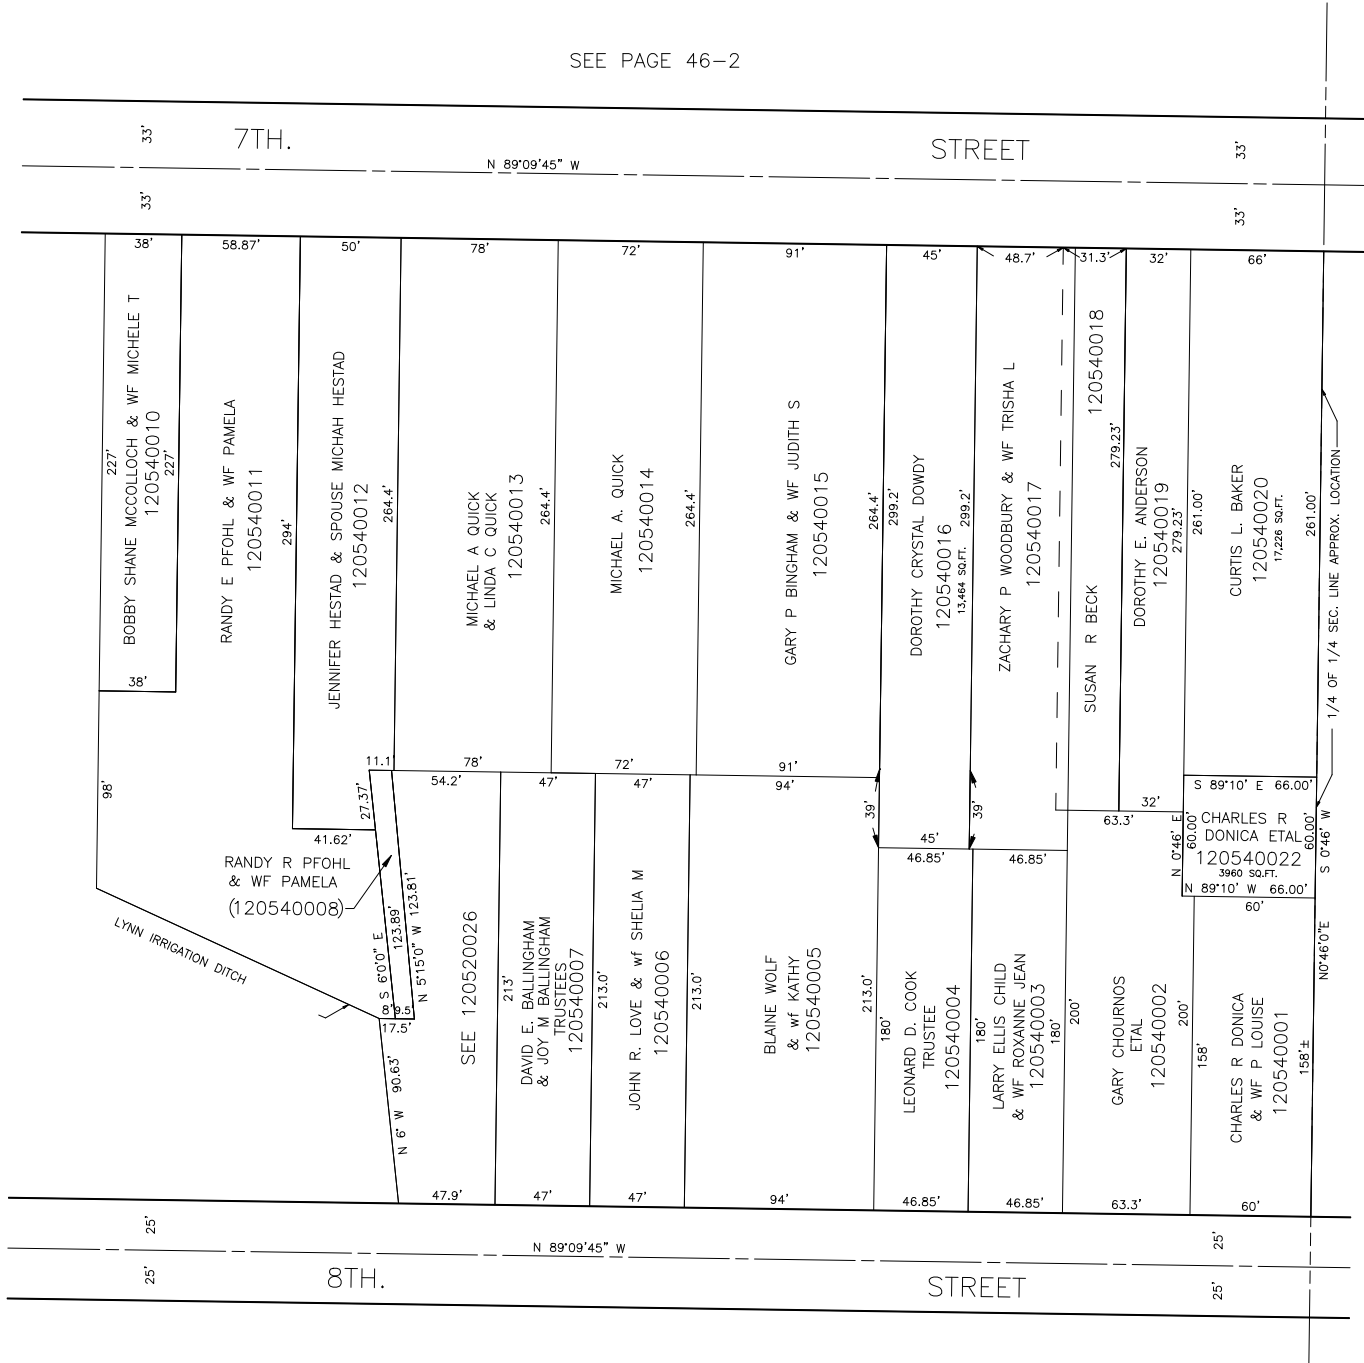 SEE PAGE 46-2
33'
7TH.
STREET
33'
N 89°09'45" W
33'
33'
38'
58.87'
50'
78'
72'
91'
45'
48.7'
31.3'
32'
66'
BOBBY SHANE MCCOLLOCH & WF MICHELE T
120540010
227'
227'
38'
98'
RANDY E PFOHL & WF PAMELA
120540011
294'
JENNIFER HESTAD & SPOUSE MICHAH HESTAD
120540012
264.4'
MICHAEL A QUICK
& LINDA C QUICK
120540013
264.4'
MICHAEL A. QUICK
120540014
264.4'
GARY P BINGHAM & WF JUDITH S
120540015
264.4'
299.2'
DOROTHY CRYSTAL DOWDY
120540016
13,464 SQ.FT.
299.2'
ZACHARY P WOODBURY & WF TRISHA L
120540017
SUSAN R BECK
120540018
279.23'
DOROTHY E. ANDERSON
120540019
279.23'
261.00'
CURTIS L. BAKER
120540020
17,226 SQ.FT.
261.00'
1/4 OF 1/4 SEC. LINE APPROX. LOCATION
11.1'
78'
72'
91'
54.2'
47'
47'
94'
27.37'
41.62'
39'
39'
45'
46.85'
46.85'
32'
63.3'
S 89°10' E 66.00'
N 0°46' E
60.00'
CHARLES R
DONICA ETAL
120540022
3960 SQ.FT.
60.00'
S 0°46' W
N 89°10' W 66.00'
60'
RANDY R PFOHL
& WF PAMELA
(120540008)
LYNN IRRIGATION DITCH
S 6°0'0" E
123.89'
N 5°15'0" W 123.81'
8'
9.5'
17.5'
N 6° W 90.63'
SEE 120520026
213'
DAVID E. BALLINGHAM
& JOY M BALLINGHAM
TRUSTEES
120540007
213.0'
JOHN R. LOVE & wf SHELIA M
120540006
213.0'
BLAINE WOLF
& wf KATHY
120540005
213.0'
180'
LEONARD D. COOK
TRUSTEE
120540004
180'
LARRY ELLIS CHILD
& WF ROXANNE JEAN
120540003
180'
200'
GARY CHOURNOS
ETAL
120540002
200'
158'
CHARLES R DONICA
& WF P LOUISE
120540001
158'±
N0°46'0"E
47.9'
47'
47'
94'
46.85'
46.85'
63.3'
60'
25'
N 89°09'45" W
25'
25'
8TH.
STREET
25'